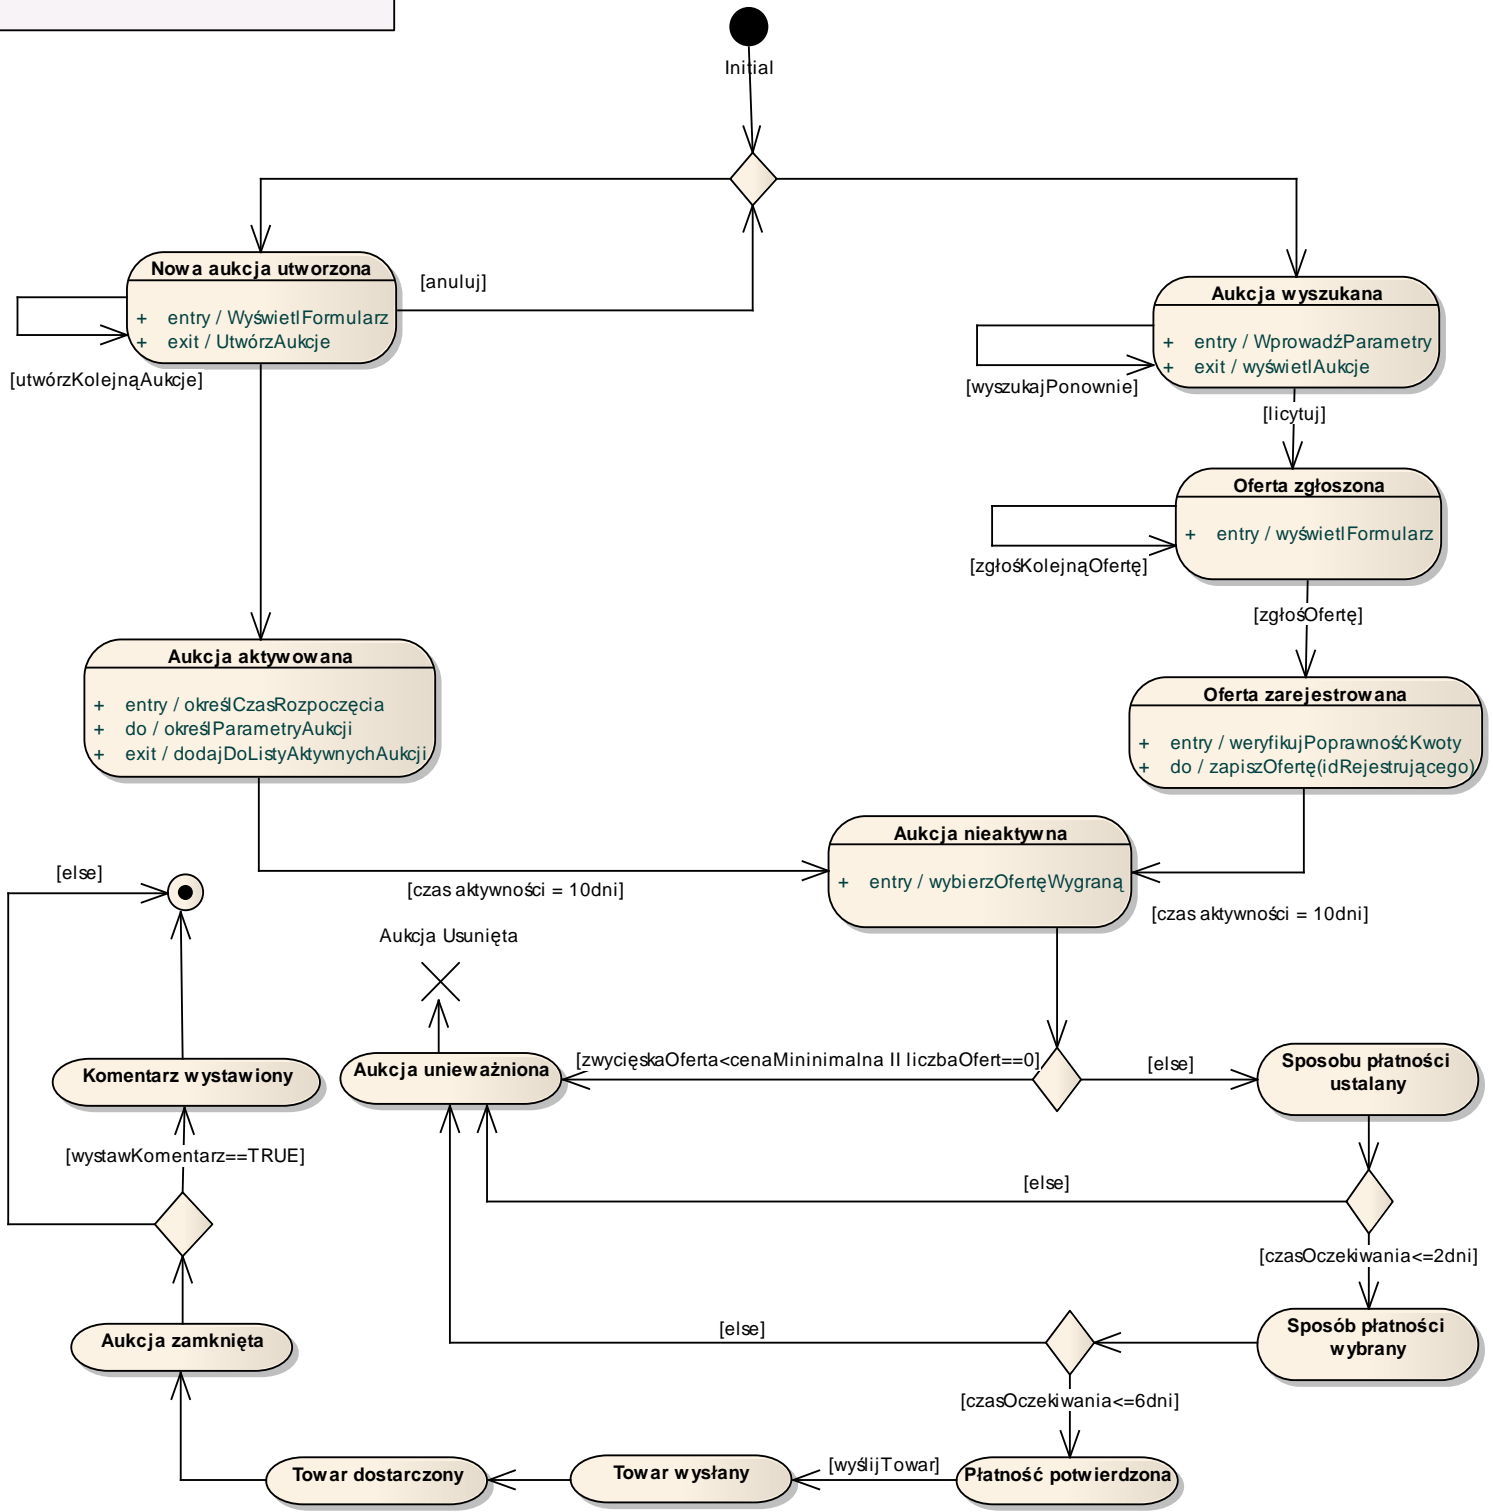 Initial
Nowa aukcja utworzona
+ entry / WyświetlFormularz
+ exit / UtwórzAukcje
[anuluj]
[utwórzKolejnąAukcje]
Aukcja wyszukana
+ entry / WprowadźParametry
+ exit / wyświetlAukcje
[wyszukajPonownie]
[licytuj]
Oferta zgłoszona
+ entry / wyświetlFormularz
[zgłośKolejnąOfertę]
[zgłośOfertę]
Aukcja aktywowana
+ entry / określCzasRozpoczęcia
+ do / określParametryAukcji
+ exit / dodajDoListyAktywnychAukcji
Oferta zarejestrowana
+ entry / weryfikujPoprawnośćKwoty
+ do / zapiszOfertę(idRejestrującego)
Aukcja nieaktywna
+ entry / wybierzOfertęWygraną
[else]
[czas aktywności = 10dni]
[czas aktywności = 10dni]
Aukcja Usunięta
Komentarz wystawiony
Aukcja unieważniona
[zwycięskaOferta<cenaMininimalna II liczbaOfert==0]
[else]
Sposobu płatności
ustalany
[wystawKomentarz==TRUE]
[else]
[czasOczekiwania<=2dni]
Aukcja zamknięta
[else]
Sposób płatności
wybrany
[czasOczekiwania<=6dni]
Towar dostarczony
Towar wysłany
[wyślijTowar]
Płatność potwierdzona